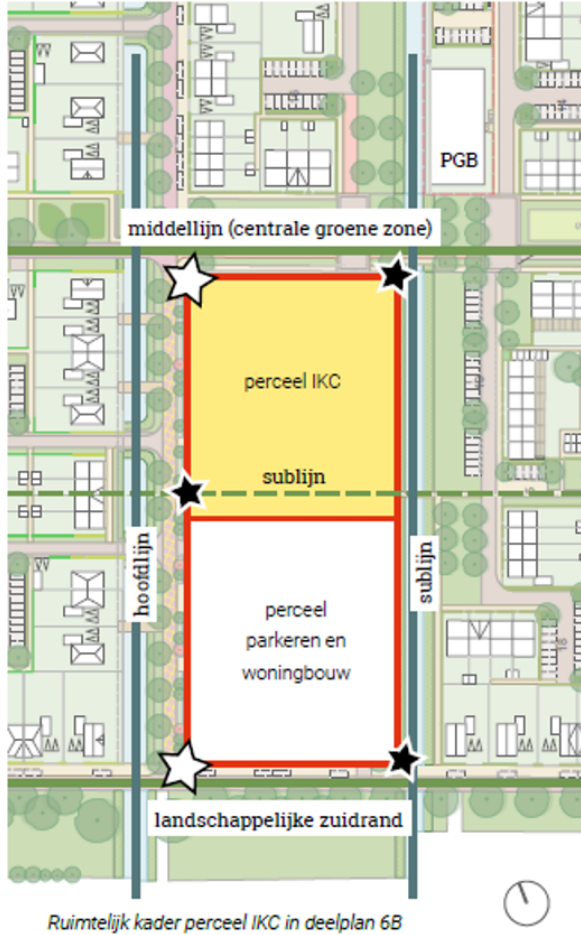 PGB
middellijn (centrale groene zone)
perceel IKC
sublijn
hoofdlijn
sublijn
perceel
parkeren en
woningbouw
landschappelijke zuidrand
Ruimtelijk kader perceel IKC in deelplan 6B